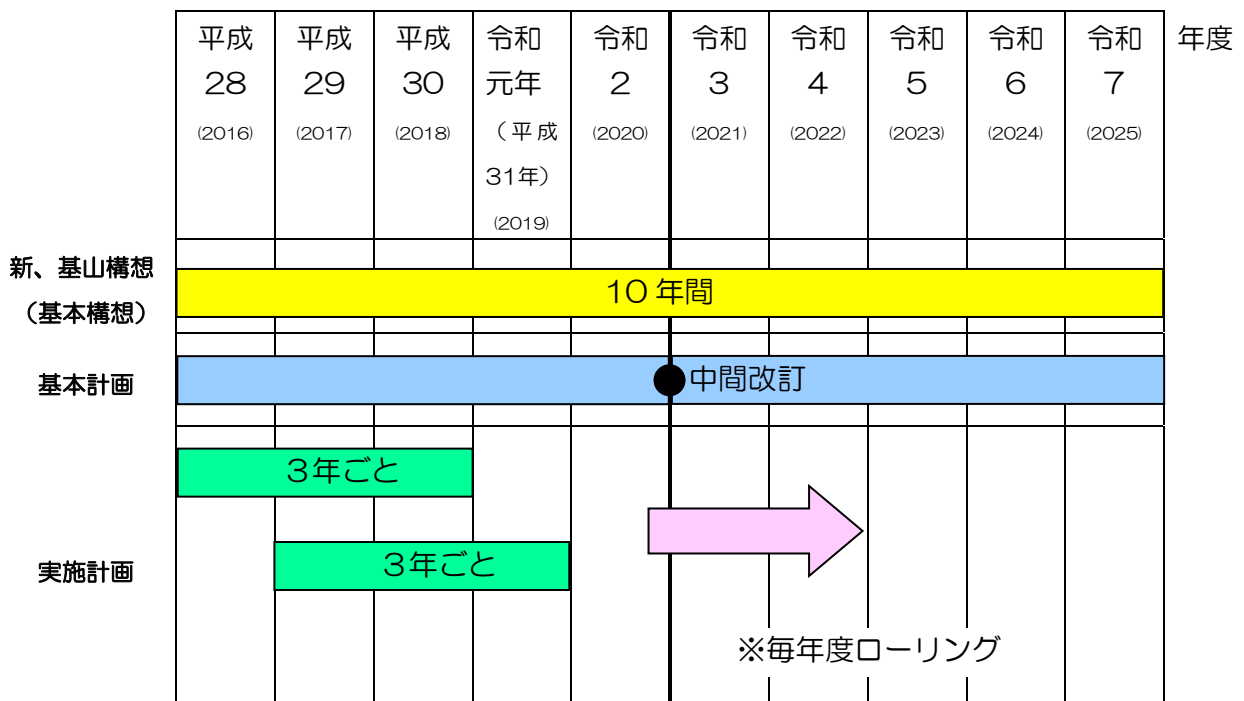 平成 平成 平成 令和 令和 令和 令和 令和 令和 令和 年度
28 29 30 元年 2 3 4 5 6 7
(2016) (2017) (2018) （平成 (2020) (2021) (2022) (2023) (2024) (2025)
31年）
(2019)
新、基山構想
（基本構想）
10年間
基本計画
中間改訂
3年ごと
実施計画
3年ごと
※毎年度ローリング